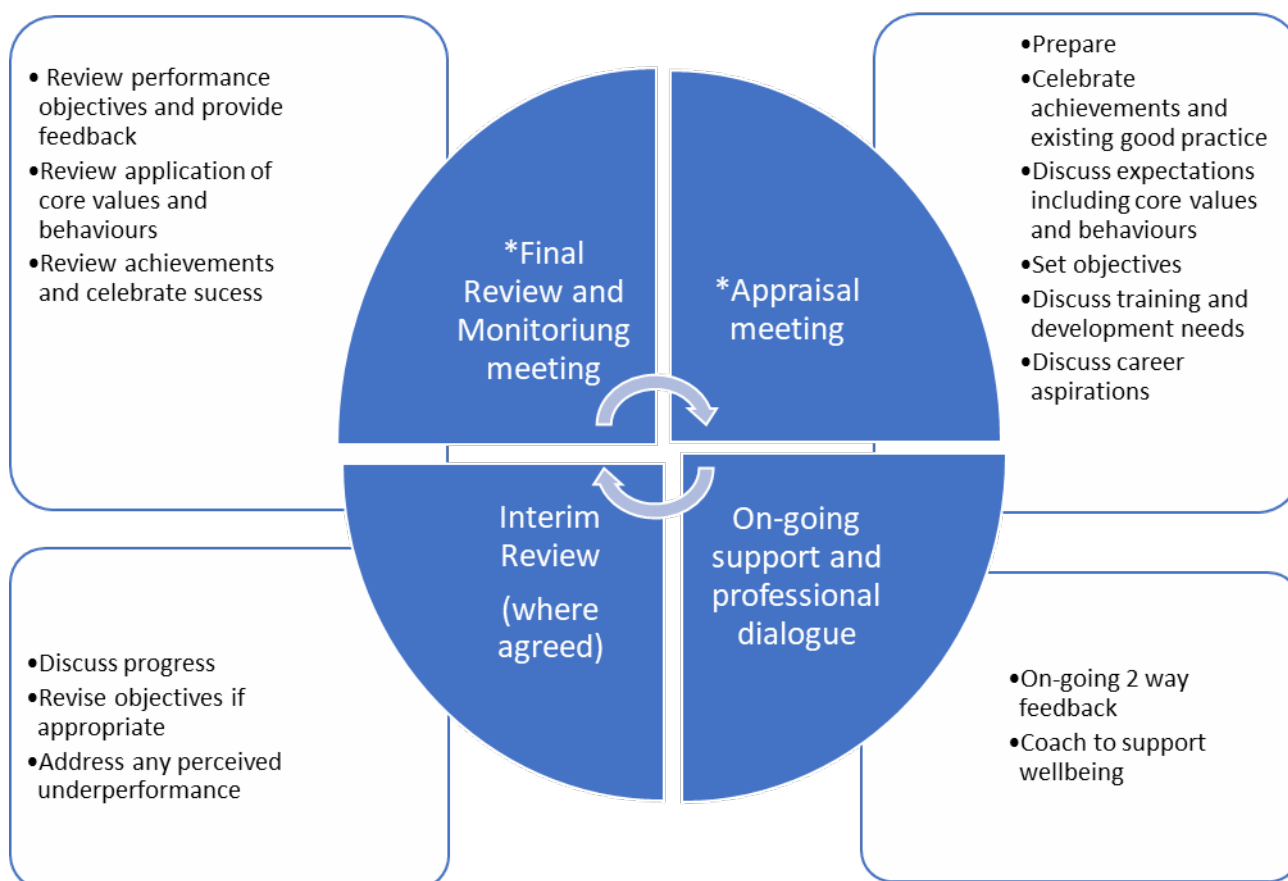 • Review performance
objectives and provide
feedback
•Review application of
core values and
behaviours
•Review achievements
and celebrate sucess
*Final
Review and
Monitoriung
meeting
*Appraisal
meeting
•Prepare
•Celebrate
achievements and
existing good practice
•Discuss expectations
including core values
and behaviours
•Set objectives
•Discuss training and
development needs
•Discuss career
aspirations
•Discuss progress
•Revise objectives if
appropriate
•Address any perceived
underperformance
Interim
Review
(where
agreed)
On-going
support and
professional
dialogue
•On-going 2 way
feedback
•Coach to support
wellbeing